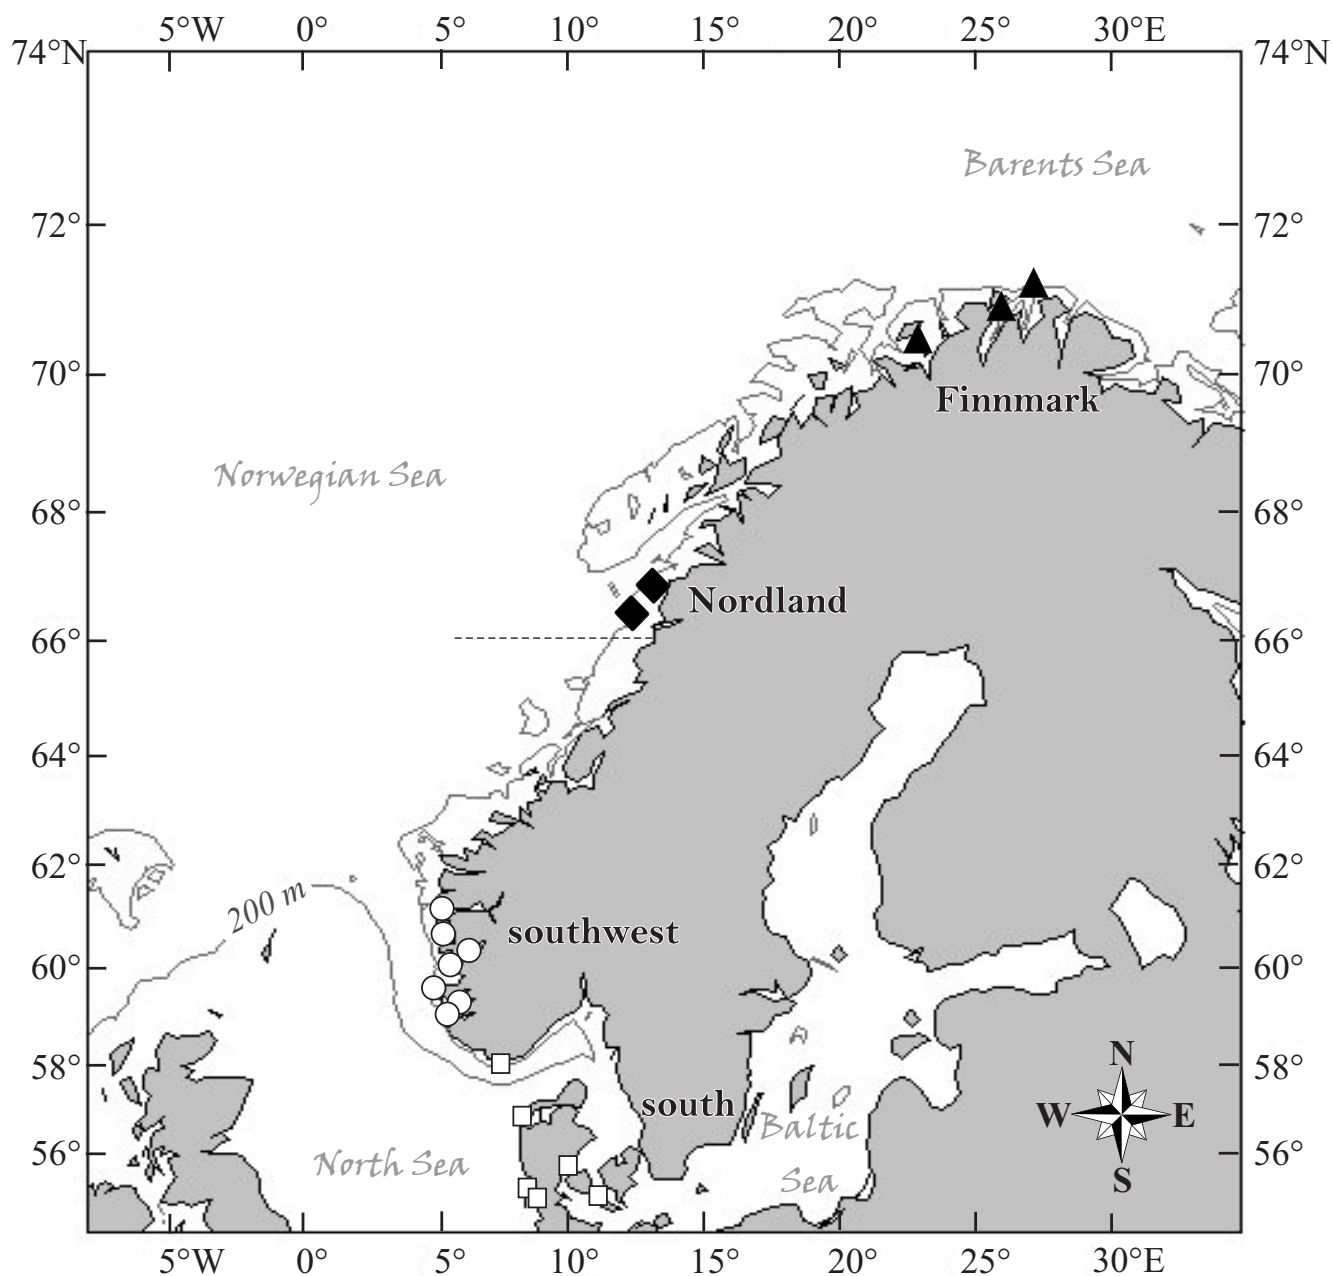 5°W 0° 5° 10° 15° 20° 25° 30°E
74°N 74°N
Barents Sea
72° 72°
70° 70°
Finnmark
Norwegian Sea
68° 68°
Nordland
66° 66°
64° 64°
62° 62°
200 m
southwest
60° 60°
58° 58°
N
south
W E
Baltic
56° 56°
North Sea
Sea
S
5°W 0° 5° 10° 15° 20° 25° 30°E